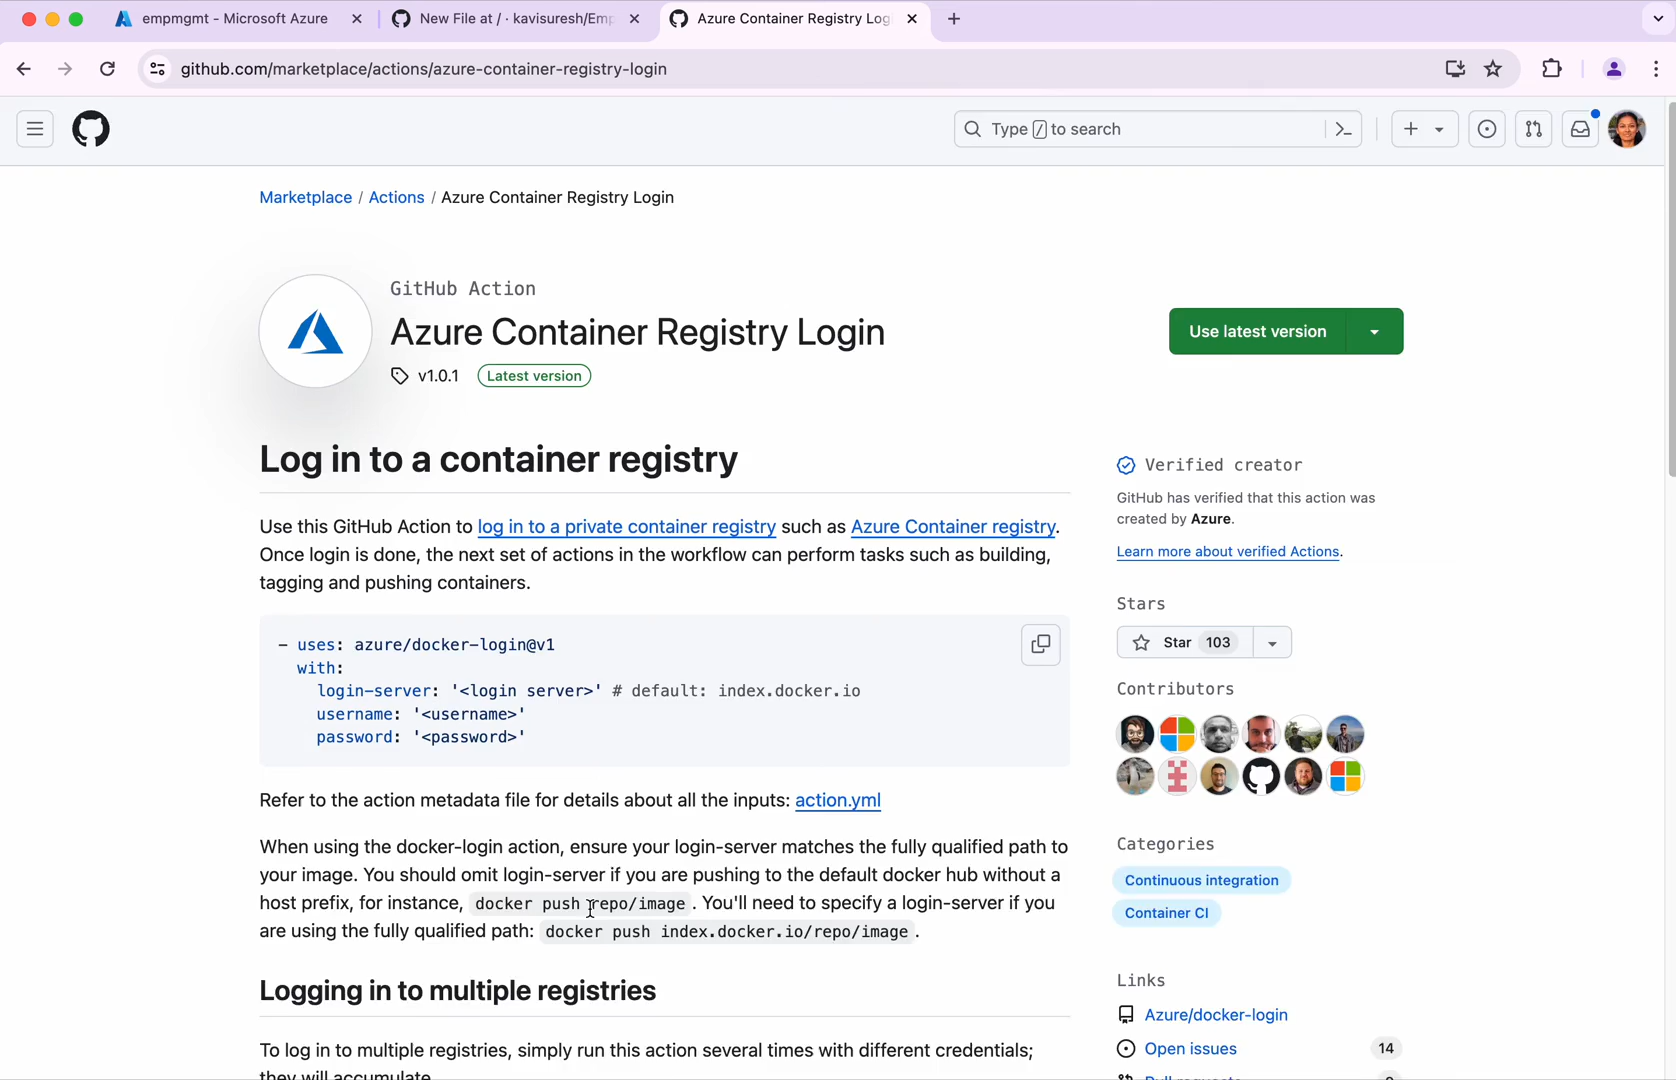 empmgmt - Microsoft Azure
New File at / · kavisuresh/Emp
Azure Container Registry Log
github.com/marketplace/actions/azure-container-registry-login
Type / to search
Marketplace / Actions / Azure Container Registry Login
GitHub Action
Azure Container Registry Login
v1.0.1 Latest version
Use latest version
Log in to a container registry
Use this GitHub Action to log in to a private container registry such as Azure Container registry.
Once login is done, the next set of actions in the workflow can perform tasks such as building,
tagging and pushing containers.
- uses: azure/docker-login@v1
with:
login-server: '<login server>' # default: index.docker.io
username: '<username>'
password: '<password>'
Refer to the action metadata file for details about all the inputs: action.yml
When using the docker-login action, ensure your login-server matches the fully qualified path to
your image. You should omit login-server if you are pushing to the default docker hub without a
host prefix, for instance, docker push repo/image. You'll need to specify a login-server if you
are using the fully qualified path: docker push index.docker.io/repo/image.
Logging in to multiple registries
To log in to multiple registries, simply run this action several times with different credentials;
they will accumulate.
Verified creator
GitHub has verified that this action was
created by Azure.
Learn more about verified Actions.
Stars
Star 103
Contributors
Categories
Continuous integration
Container CI
Links
Azure/docker-login
Open issues 14
Pull requests